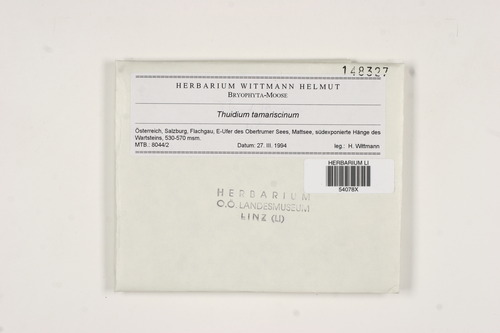 148327
HERBARIUM WITTMANN HELMUT
BRYOPHYTA-MOOSE
Thuidium tamariscinum
Österreich, Salzburg, Flachgau, E-Ufer des Obertrumer Sees, Mattsee, südexponierte Hänge des
Wartsteins, 530-570 msm.
MTB.: 8044/2 Datum: 27. III. 1994 leg.: H. Wittmann
HERBARIUM LI
54078X
HERBARIUM
O.Ö. LANDESMUSEUM
LINZ (LI)